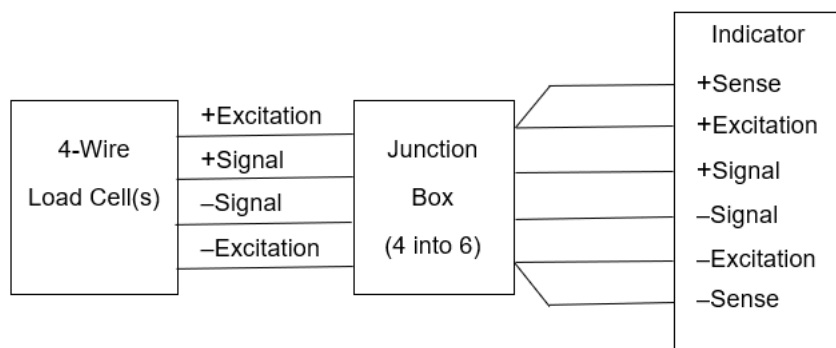 Indicator
+Sense
+Excitation
+Excitation
4-Wire
Junction
+Signal
+Signal
Load Cell(s)
Box
–Signal
–Signal
(4 into 6)
–Excitation
–Excitation
–Sense